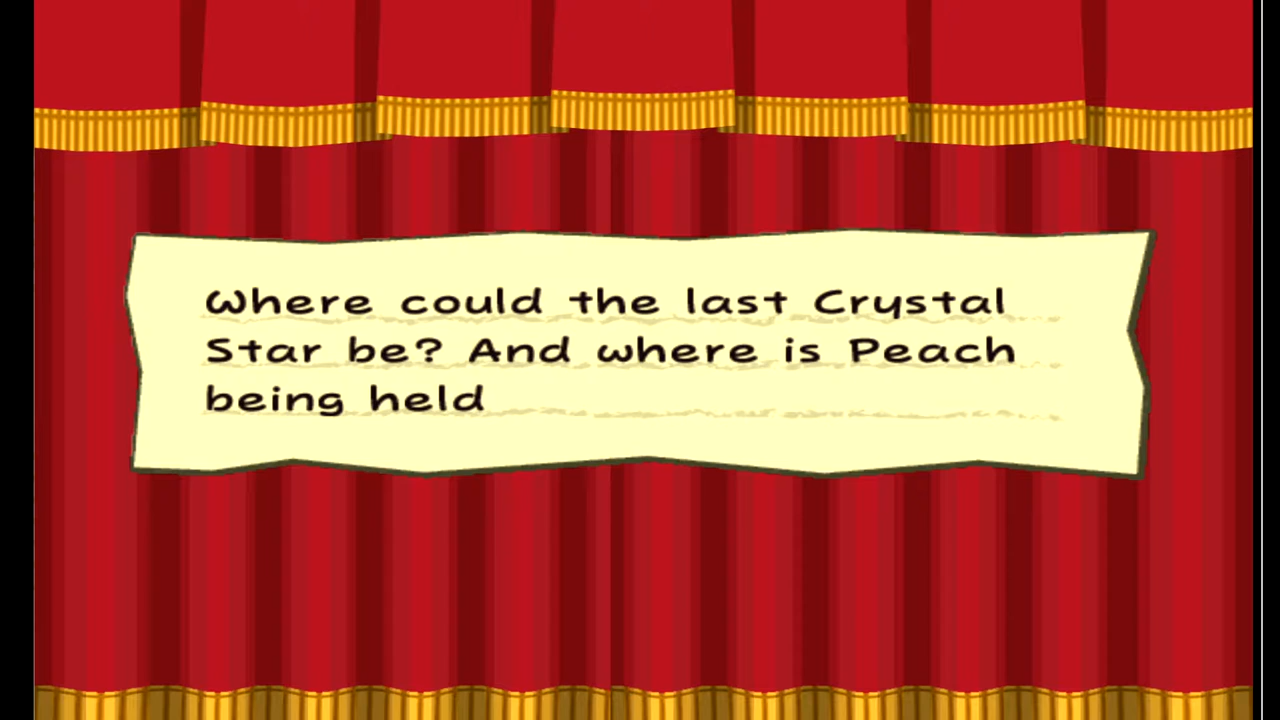 Where could the last Crystal
Star be? And where is Peach
being held